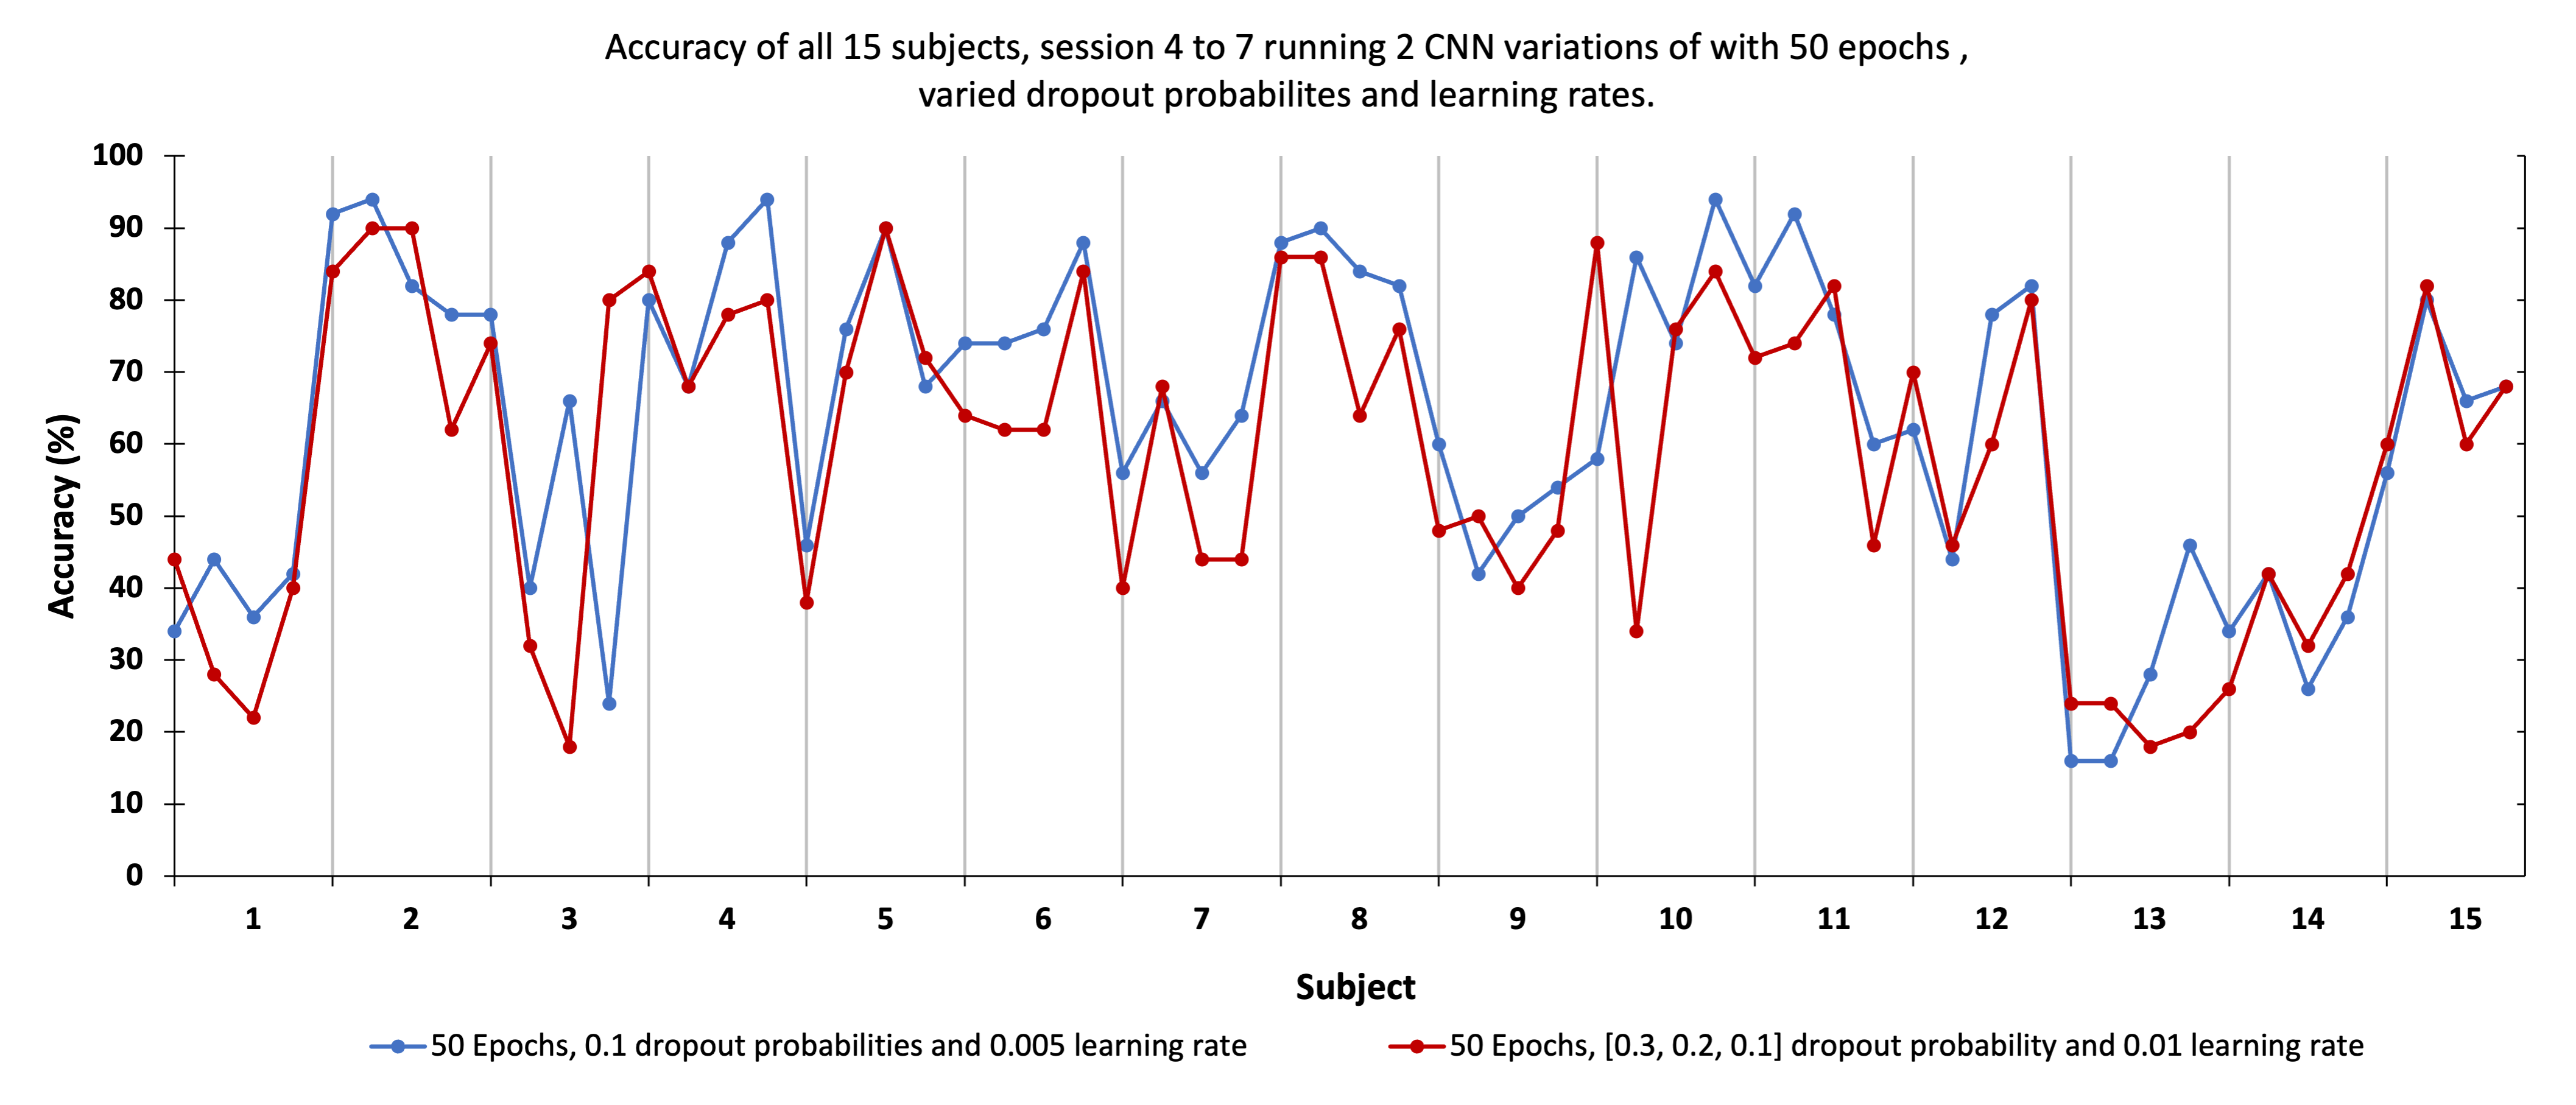 Accuracy of all 15 subjects, session 4 to 7 running 2 CNN variations of with 50 epochs ,
varied dropout probabilites and learning rates.
100
90
80
70
60
50
40
30
20
10
0
Accuracy (%)
1 2 3 4 5 6 7 8 9 10 11 12 13 14 15
Subject
50 Epochs, 0.1 dropout probabilities and 0.005 learning rate
50 Epochs, [0.3, 0.2, 0.1] dropout probability and 0.01 learning rate